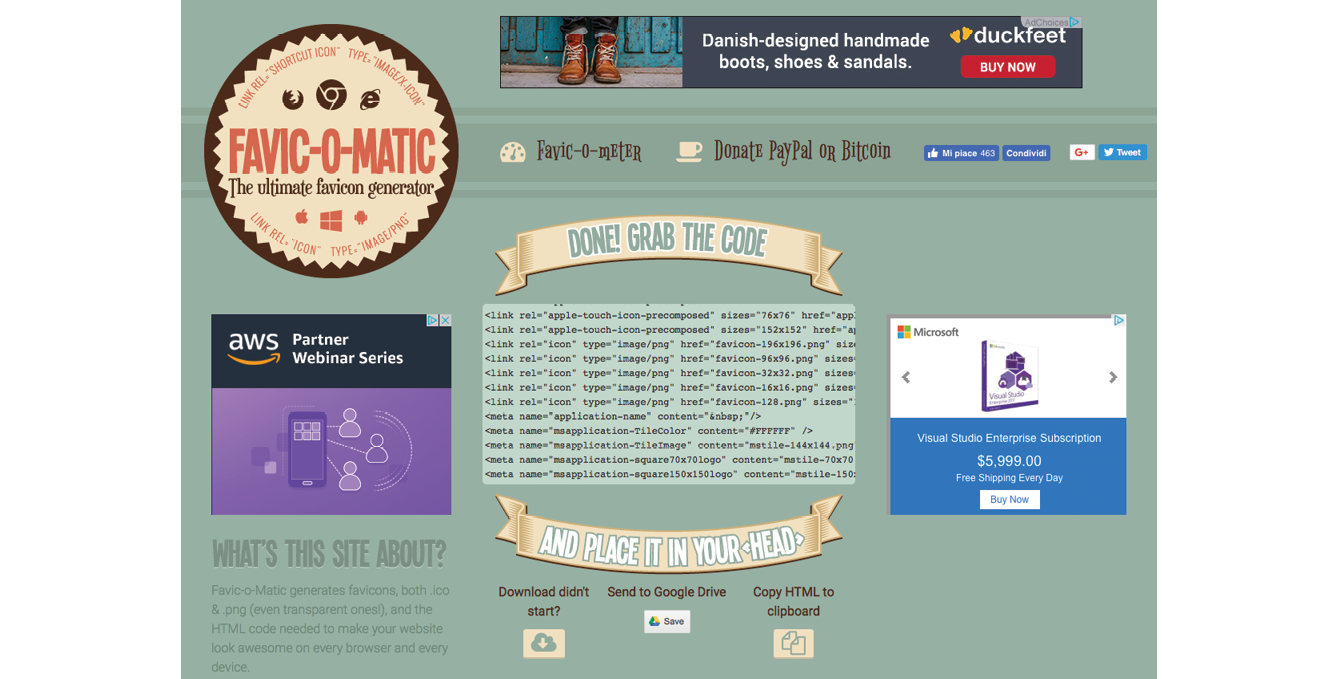 LINK REL="SHORTCUT ICON" TYPE="IMAGE/X-ICON"
FAVIC-O-MATIC
The ultimate favicon generator
LINK REL="ICON" TYPE="IMAGE/PNG"
AdChoices
Danish-designed handmade
boots, shoes & sandals.
duckfeet
BUY NOW
Favic-o-meter
Donate PayPal or Bitcoin
Mi piace 463
Condividi
G+
Tweet
DONE! GRAB THE CODE
<link rel="apple-touch-icon-precomposed" sizes="76x76" href="appl
<link rel="apple-touch-icon-precomposed" sizes="152x152" href="ap
<link rel="icon" type="image/png" href="favicon-196x196.png" size
<link rel="icon" type="image/png" href="favicon-96x96.png" sizes=
<link rel="icon" type="image/png" href="favicon-32x32.png" sizes=
<link rel="icon" type="image/png" href="favicon-16x16.png" sizes=
<link rel="icon" type="image/png" href="favicon-128.png" sizes="1
<meta name="application-name" content="&nbsp;"/>
<meta name="msapplication-TileColor" content="#FFFFFF" />
<meta name="msapplication-TileImage" content="mstile-144x144.png"
<meta name="msapplication-square70x70logo" content="mstile-70x70
<meta name="msapplication-square150x150logo" content="mstile-150x
AND PLACE IT IN YOUR <HEAD>
Download didn't
start?
Send to Google Drive
Save
Copy HTML to
clipboard
aws
Partner
Webinar Series
WHAT'S THIS SITE ABOUT?
Favic-o-Matic generates favicons, both .ico
& .png (even transparent ones!), and the
HTML code needed to make your website
look awesome on every browser and every
device.
Microsoft
Visual Studio
Visual Studio Enterprise Subscription
$5,999.00
Free Shipping Every Day
Buy Now